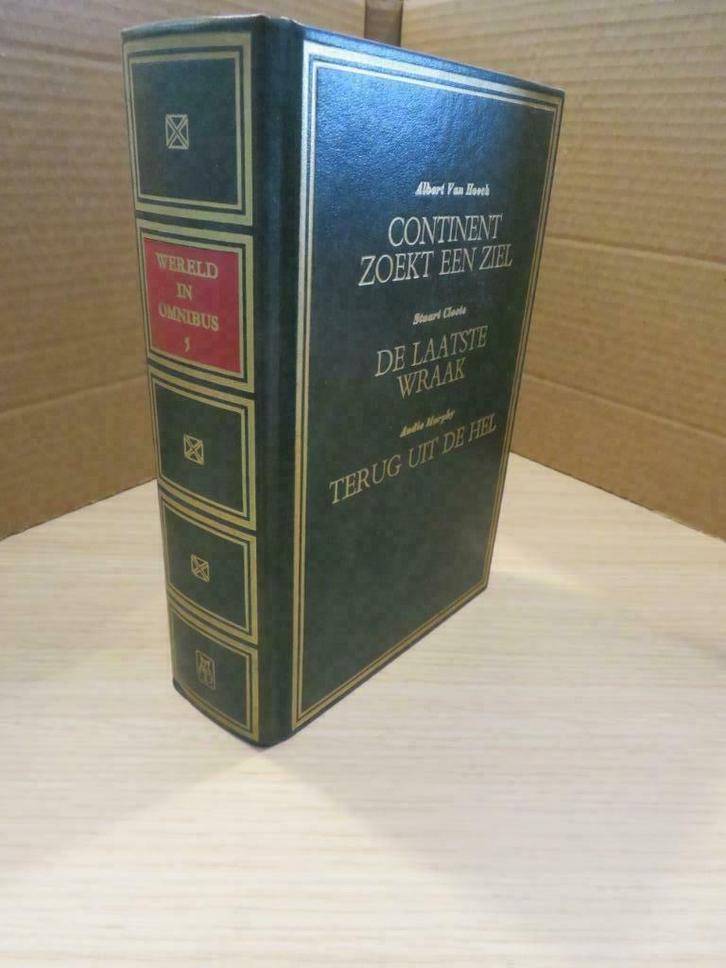 WERELD
IN
OMNIBUS
5
Albert Van Hoeck
CONTINENT
ZOEKT EEN ZIEL
Stuart Cloete
DE LAATSTE
WRAAK
Audie Murphy
TERUG UIT DE HEL